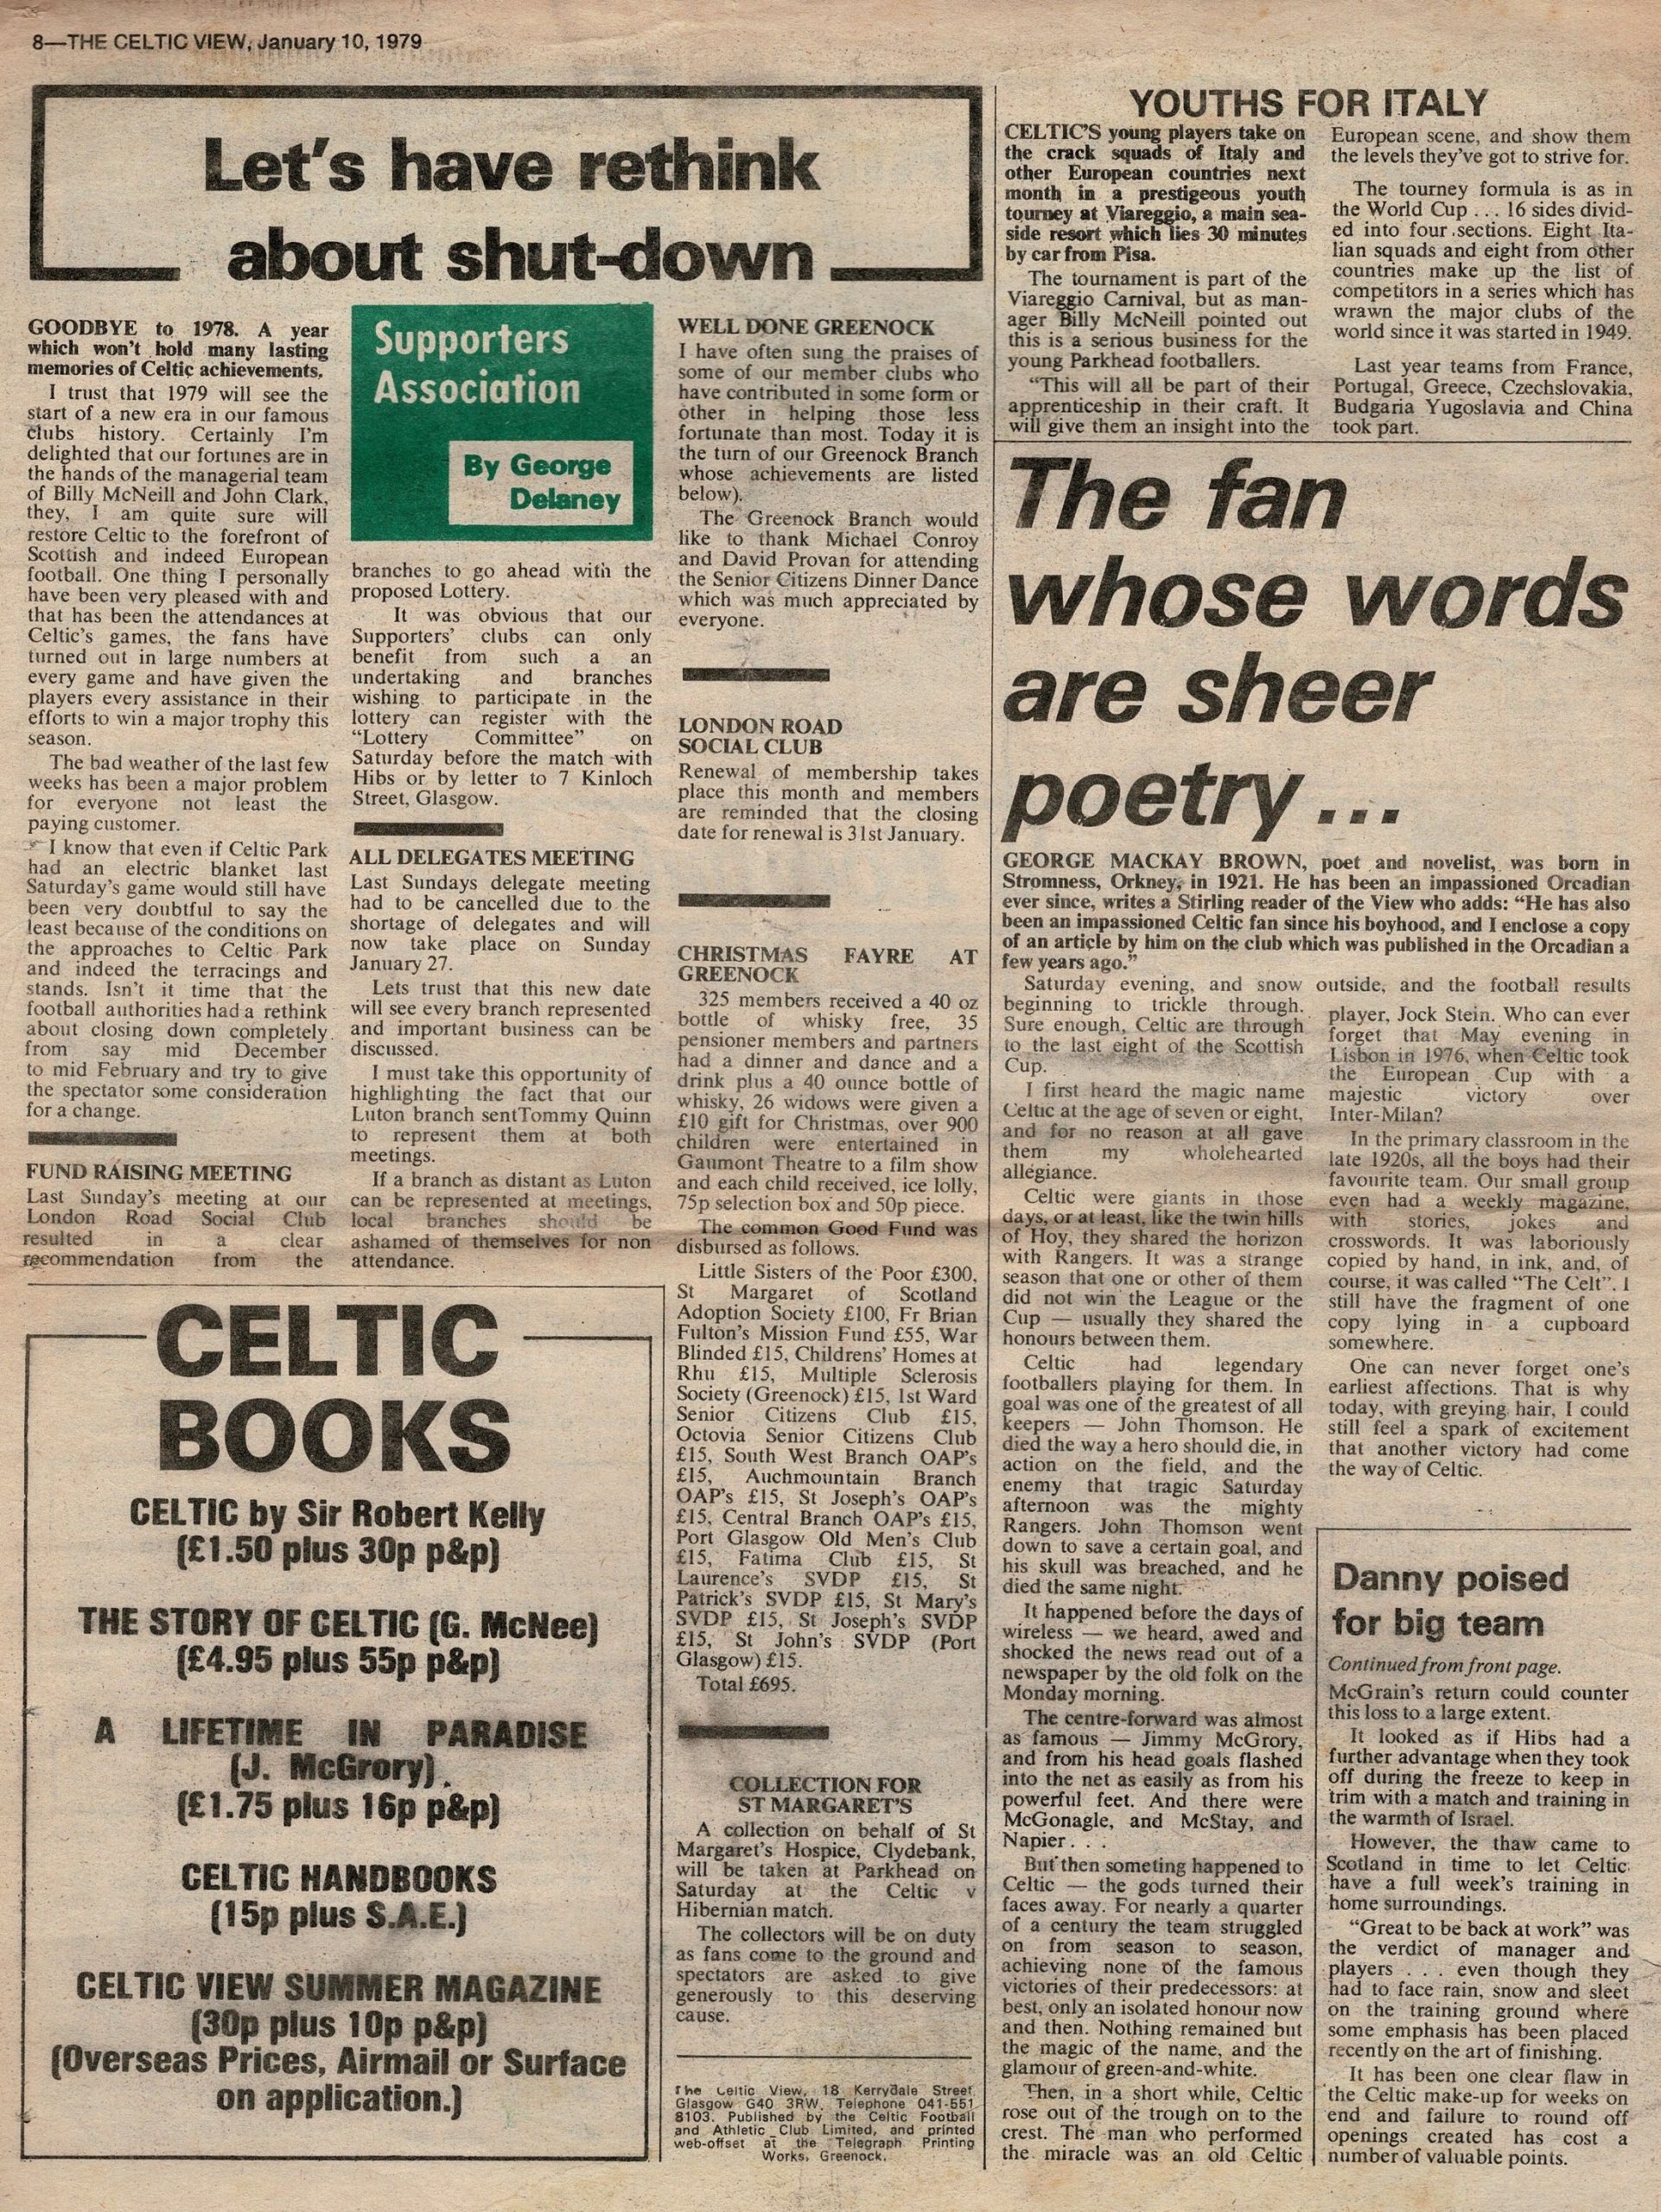 8—THE CELTIC VIEW, January 10, 1979
Let's have rethink
about shut-down
GOODBYE to 1978. A year
which won't hold many lasting
memories of Celtic achievements.
I trust that 1979 will see the
start of a new era in our famous
clubs history. Certainly I'm
delighted that our fortunes are in
the hands of the managerial team
of Billy McNeill and John Clark,
they, I am quite sure will
restore Celtic to the forefront of
Scottish and indeed European
football. One thing I personally
have been very pleased with and
that has been the attendances at
Celtic's games, the fans have
turned out in large numbers at
every game and have given the
players every assistance in their
efforts to win a major trophy this
season.
The bad weather of the last few
weeks has been a major problem
for everyone not least the
paying customer.
I know that even if Celtic Park
had an electric blanket last
Saturday's game would still have
been very doubtful to say the
least because of the conditions on
the approaches to Celtic Park
and indeed the terracings and
stands. Isn't it time that the
football authorities had a rethink
about closing down completely
from say mid December
to mid February and try to give
the spectator some consideration
for a change.
FUND RAISING MEETING
Last Sunday's meeting at our
London Road Social Club
resulted in a clear
recommendation from the
Supporters
Association
By George
Delaney
branches to go ahead with the
proposed Lottery.
It was obvious that our
Supporters' clubs can only
benefit from such a an
undertaking and branches
wishing to participate in the
lottery can register with the
"Lottery Committee" on
Saturday before the match with
Hibs or by letter to 7 Kinloch
Street, Glasgow.
ALL DELEGATES MEETING
Last Sundays delegate meeting
had to be cancelled due to the
shortage of delegates and will
now take place on Sunday
January 27.
Lets trust that this new date
will see every branch represented
and important business can be
discussed.
I must take this opportunity of
highlighting the fact that our
Luton branch sentTommy Quinn
to represent them at both
meetings.
If a branch as distant as Luton
can be represented at meetings,
local branches should be
ashamed of themselves for non
attendance.
WELL DONE GREENOCK
I have often sung the praises of
some of our member clubs who
have contributed in some form or
other in helping those less
fortunate than most. Today it is
the turn of our Greenock Branch
whose achievements are listed
below).
The Greenock Branch would
like to thank Michael Conroy
and David Provan for attending
the Senior Citizens Dinner Dance
which was much appreciated by
everyone.
LONDON ROAD
SOCIAL CLUB
Renewal of membership takes
place this month and members
are reminded that the closing
date for renewal is 31st January.
CHRISTMAS FAYRE AT
GREENOCK
325 members received a 40 oz
bottle of whisky free, 35
pensioner members and partners
had a dinner and dance and a
drink plus a 40 ounce bottle of
whisky, 26 widows were given a
£10 gift for Christmas, over 900
children were entertained in
Gaumont Theatre to a film show
and each child received, ice lolly,
75p selection box and 50p piece.
The common Good Fund was
disbursed as follows.
Little Sisters of the Poor £300,
St Margaret of Scotland
Adoption Society £100, Fr Brian
Fulton's Mission Fund £55, War
Blinded £15, Childrens' Homes at
Rhu £15, Multiple Sclerosis
Society (Greenock) £15, 1st Ward
Senior Citizens Club £15,
Octovia Senior Citizens Club
£15, South West Branch OAP's
£15, Auchmountain Branch
OAP's £15, St Joseph's OAP's
£15, Central Branch OAP's £15,
Port Glasgow Old Men's Club
£15, Fatima Club £15, St
Laurence's SVDP £15, St
Patrick's SVDP £15, St Mary's
SVDP £15, St Joseph's SVDP
£15, St John's SVDP (Port
Glasgow) £15.
Total £695.
COLLECTION FOR
ST MARGARET'S
A collection on behalf of St
Margaret's Hospice, Clydebank,
will be taken at Parkhead on
Saturday at the Celtic v
Hibernian match.
The collectors will be on duty
as fans come to the ground and
spectators are asked to give
generously to this deserving
cause.
The Celtic View, 18 Kerrydale Street
Glasgow G40 3RW. Telephone 041-551
8103. Published by the Celtic Football
and Athletic Club Limited, and printed
web-offset at the Telegraph Printing
Works, Greenock.
CELTIC
BOOKS
CELTIC by Sir Robert Kelly
(£1.50 plus 30p p&p)
THE STORY OF CELTIC (G. McNee)
(£4.95 plus 55p p&p)
A LIFETIME IN PARADISE
(J. McGrory).
(£1.75 plus 16p p&p)
CELTIC HANDBOOKS
(15p plus S.A.E.)
CELTIC VIEW SUMMER MAGAZINE
(30p plus 10p p&p)
(Overseas Prices, Airmail or Surface
on application.)
YOUTHS FOR ITALY
CELTIC'S young players take on
the crack squads of Italy and
other European countries next
month in a prestigeous youth
tourney at Viareggio, a main sea-
side resort which lies 30 minutes
by car from Pisa.
The tournament is part of the
Viareggio Carnival, but as man-
ager Billy McNeill pointed out
this is a serious business for the
young Parkhead footballers.
"This will all be part of their
apprenticeship in their craft. It
will give them an insight into the
European scene, and show them
the levels they've got to strive for.
The tourney formula is as in
the World Cup . . . 16 sides divid-
ed into four sections. Eight Ita-
lian squads and eight from other
countries make up the list of
competitors in a series which has
wrawn the major clubs of the
world since it was started in 1949.
Last year teams from France,
Portugal, Greece, Czechslovakia,
Budgaria Yugoslavia and China
took part.
The fan
whose words
are sheer
poetry...
GEORGE MACKAY BROWN, poet and novelist, was born in
Stromness, Orkney, in 1921. He has been an impassioned Orcadian
ever since, writes a Stirling reader of the View who adds: "He has also
been an impassioned Celtic fan since his boyhood, and I enclose a copy
of an article by him on the club which was published in the Orcadian a
few years ago."
Saturday evening, and snow outside, and the football results
beginning to trickle through.
Sure enough, Celtic are through
to the last eight of the Scottish
Cup.
I first heard the magic name
Celtic at the age of seven or eight,
and for no reason at all gave
them my wholehearted
allegiance.
Celtic were giants in those
days, or at least, like the twin hills
of Hoy, they shared the horizon
with Rangers. It was a strange
season that one or other of them
did not win the League or the
Cup — usually they shared the
honours between them.
Celtic had legendary
footballers playing for them. In
goal was one of the greatest of all
keepers — John Thomson. He
died the way a hero should die, in
action on the field, and the
enemy that tragic Saturday
afternoon was the mighty
Rangers. John Thomson went
down to save a certain goal, and
his skull was breached, and he
died the same night.
It happened before the days of
wireless — we heard, awed and
shocked the news read out of a
newspaper by the old folk on the
Monday morning.
The centre-forward was almost
as famous — Jimmy McGrory,
and from his head goals flashed
into the net as easily as from his
powerful feet. And there were
McGonagle, and McStay, and
Napier . . .
But then someting happened to
Celtic — the gods turned their
faces away. For nearly a quarter
of a century the team struggled
on from season to season,
achieving none of the famous
victories of their predecessors: at
best, only an isolated honour now
and then. Nothing remained but
the magic of the name, and the
glamour of green-and-white.
Then, in a short while, Celtic
rose out of the trough on to the
crest. The man who performed
the miracle was an old Celtic
player, Jock Stein. Who can ever
forget that May evening in
Lisbon in 1976, when Celtic took
the European Cup with a
majestic victory over
Inter-Milan?
In the primary classroom in the
late 1920s, all the boys had their
favourite team. Our small group
even had a weekly magazine,
with stories, jokes and
crosswords. It was laboriously
copied by hand, in ink, and, of
course, it was called "The Celt". I
still have the fragment of one
copy lying in a cupboard
somewhere.
One can never forget one's
earliest affections. That is why
today, with greying hair, I could
still feel a spark of excitement
that another victory had come
the way of Celtic.
Danny poised
for big team
Continued from front page.
McGrain's return could counter
this loss to a large extent.
It looked as if Hibs had a
further advantage when they took
off during the freeze to keep in
trim with a match and training in
the warmth of Israel.
However, the thaw came to
Scotland in time to let Celtic
have a full week's training in
home surroundings.
"Great to be back at work" was
the verdict of manager and
players . . . even though they
had to face rain, snow and sleet
on the training ground where
some emphasis has been placed
recently on the art of finishing.
It has been one clear flaw in
the Celtic make-up for weeks on
end and failure to round off
openings created has cost a
number of valuable points.